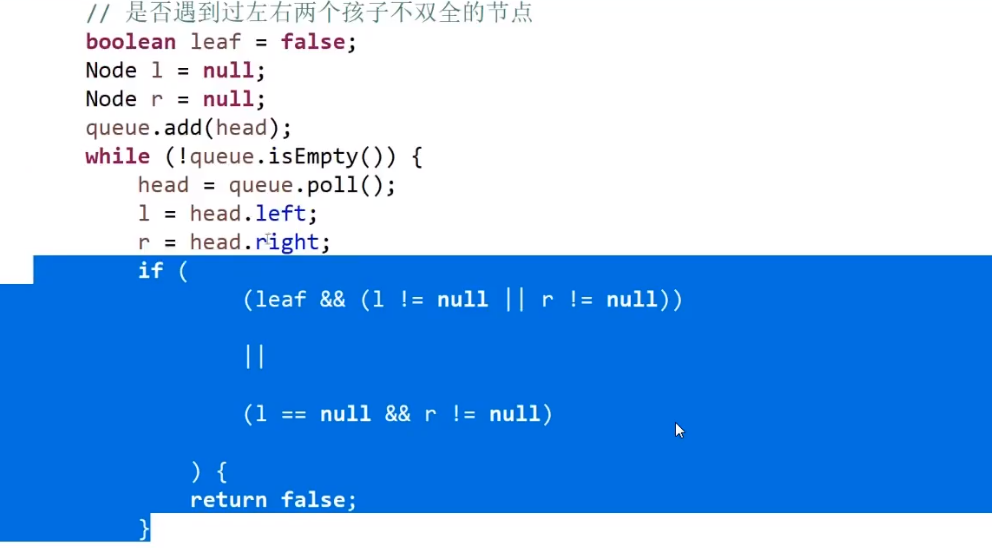 // 是否遇到过左右两个孩子不双全的节点
boolean leaf = false;
Node l = null;
Node r = null;
queue.add(head);
while (!queue.isEmpty()) {
head = queue.poll();
l = head.left;
r = head.right;
if (
(leaf && (l != null || r != null))
||
(l == null && r != null)
) {
return false;
}